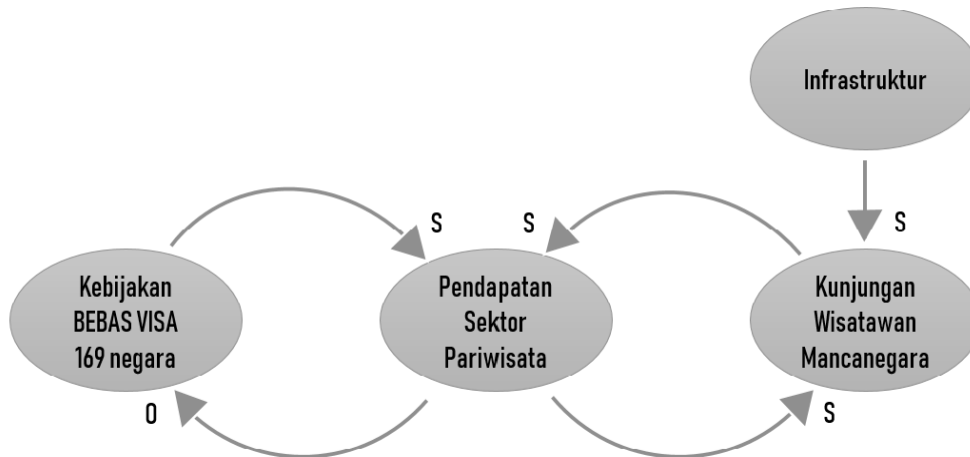 Infrastruktur
S
S
S
Kebijakan
BEBAS VISA
169 negara
Pendapatan
Sektor
Pariwisata
Kunjungan
Wisatawan
Mancanegara
O
S